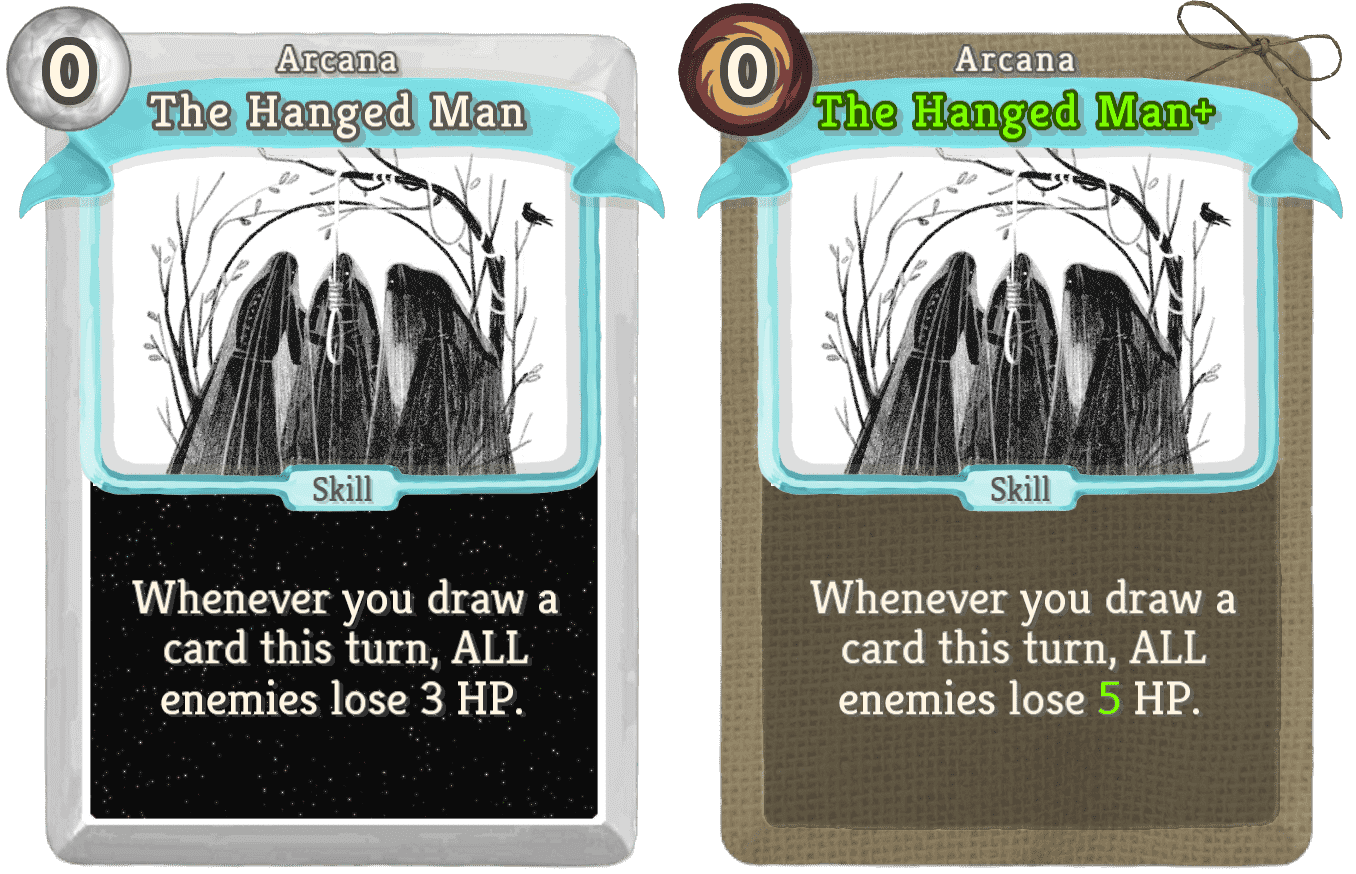 0
Arcana
The Hanged Man
Skill
Whenever you draw a
card this turn, ALL
enemies lose 3 HP.
0
Arcana
The Hanged Man+
Skill
Whenever you draw a
card this turn, ALL
enemies lose 5 HP.